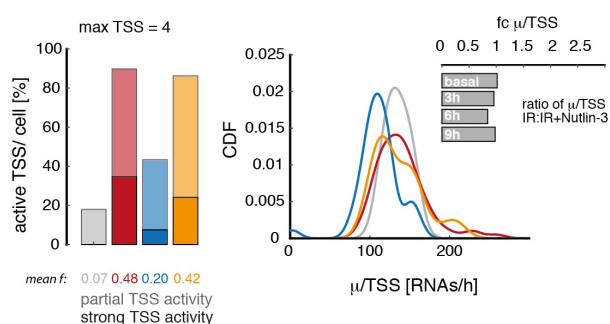 max TSS = 4
active TSS/ cell [%]
100
80
60
40
20
0
mean f: 0.07 0.48 0.20 0.42
partial TSS activity
strong TSS activity
CDF
0.025
0.02
0.015
0.01
0.005
0
0 100 200
μ/TSS [RNAs/h]
fc μ/TSS
0 0.5 1 1.5 2 2.5
basal
3h
6h
9h
ratio of μ/TSS
IR:IR+Nutlin-3